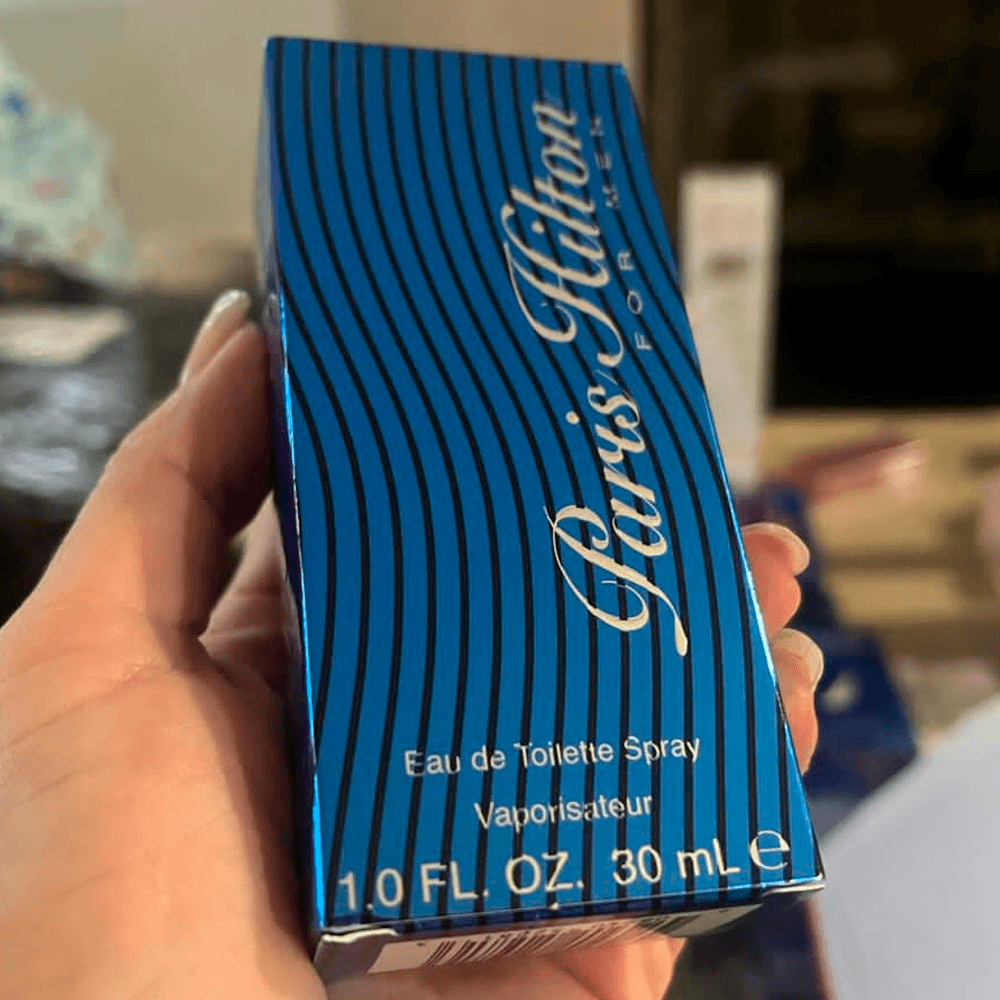 Paris Hilton
FOR MEN
Eau de Toilette Spray
Vaporisateur
1.0 FL. OZ. 30 mL ℮